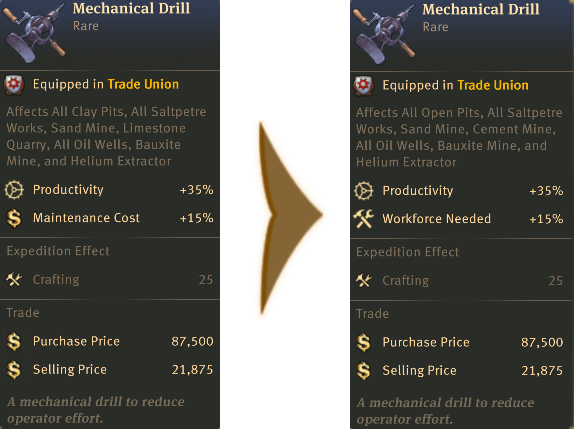 Mechanical Drill
Rare
Equipped in Trade Union
Affects All Clay Pits, All Saltpetre
Works, Sand Mine, Limestone
Quarry, All Oil Wells, Bauxite
Mine, and Helium Extractor
Productivity +35%
Maintenance Cost +15%
Expedition Effect
Crafting 25
Trade
Purchase Price 87,500
Selling Price 21,875
A mechanical drill to reduce
operator effort.
Mechanical Drill
Rare
Equipped in Trade Union
Affects All Open Pits, All Saltpetre
Works, Sand Mine, Cement Mine,
All Oil Wells, Bauxite Mine, and
Helium Extractor
Productivity +35%
Workforce Needed +15%
Expedition Effect
Crafting 25
Trade
Purchase Price 87,500
Selling Price 21,875
A mechanical drill to reduce
operator effort.